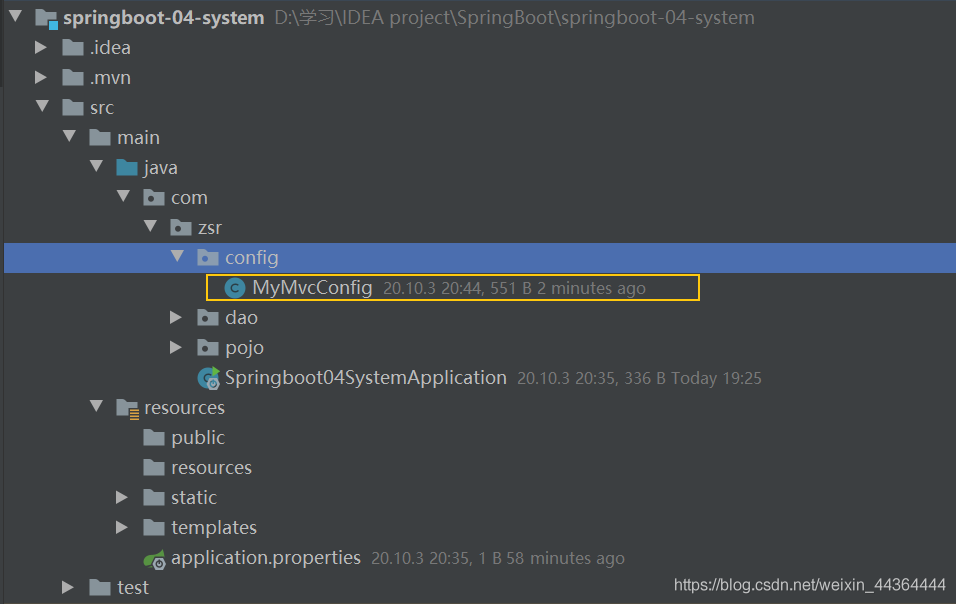 springboot-04-system D:\学习\IDEA project\SpringBoot\springboot-04-system
.idea
.mvn
src
main
java
com
zsr
config
MyMvcConfig 20.10.3 20:44, 551 B 2 minutes ago
dao
pojo
Springboot04SystemApplication 20.10.3 20:35, 336 B Today 19:25
resources
public
resources
static
templates
application.properties 20.10.3 20:35, 1 B 58 minutes ago
test
https://blog.csdn.net/weixin_44364444